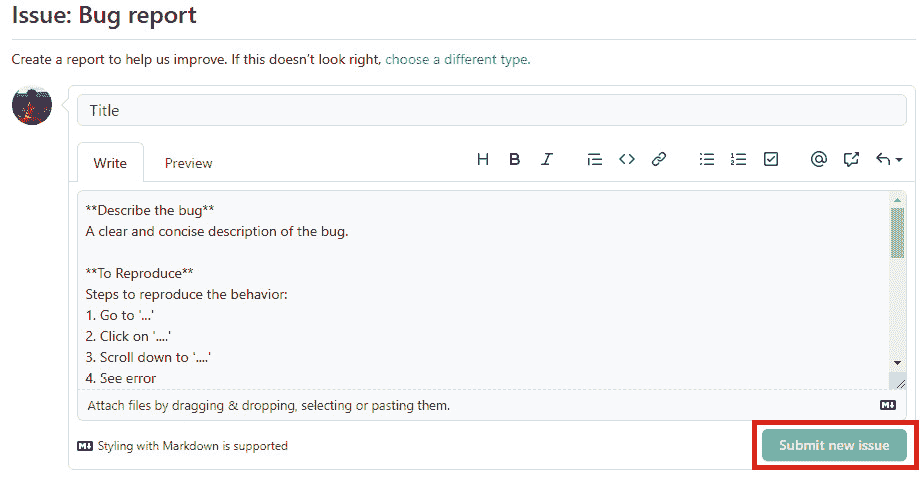 Issue: Bug report
Create a report to help us improve. If this doesn't look right, choose a different type.
Title
Write Preview H B I
**Describe the bug**
A clear and concise description of the bug.
**To Reproduce**
Steps to reproduce the behavior:
1. Go to '...'
2. Click on '....'
3. Scroll down to '....'
4. See error
Attach files by dragging & dropping, selecting or pasting them.
Styling with Markdown is supported
Submit new issue